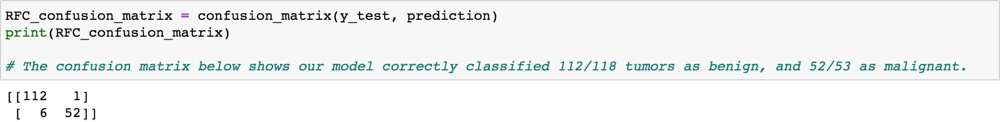 RFC_confusion_matrix = confusion_matrix(y_test, prediction)
print(RFC_confusion_matrix)
# The confusion matrix below shows our model correctly classified 112/118 tumors as benign, and 52/53 as malignant.
[[112   1]
 [  6  52]]